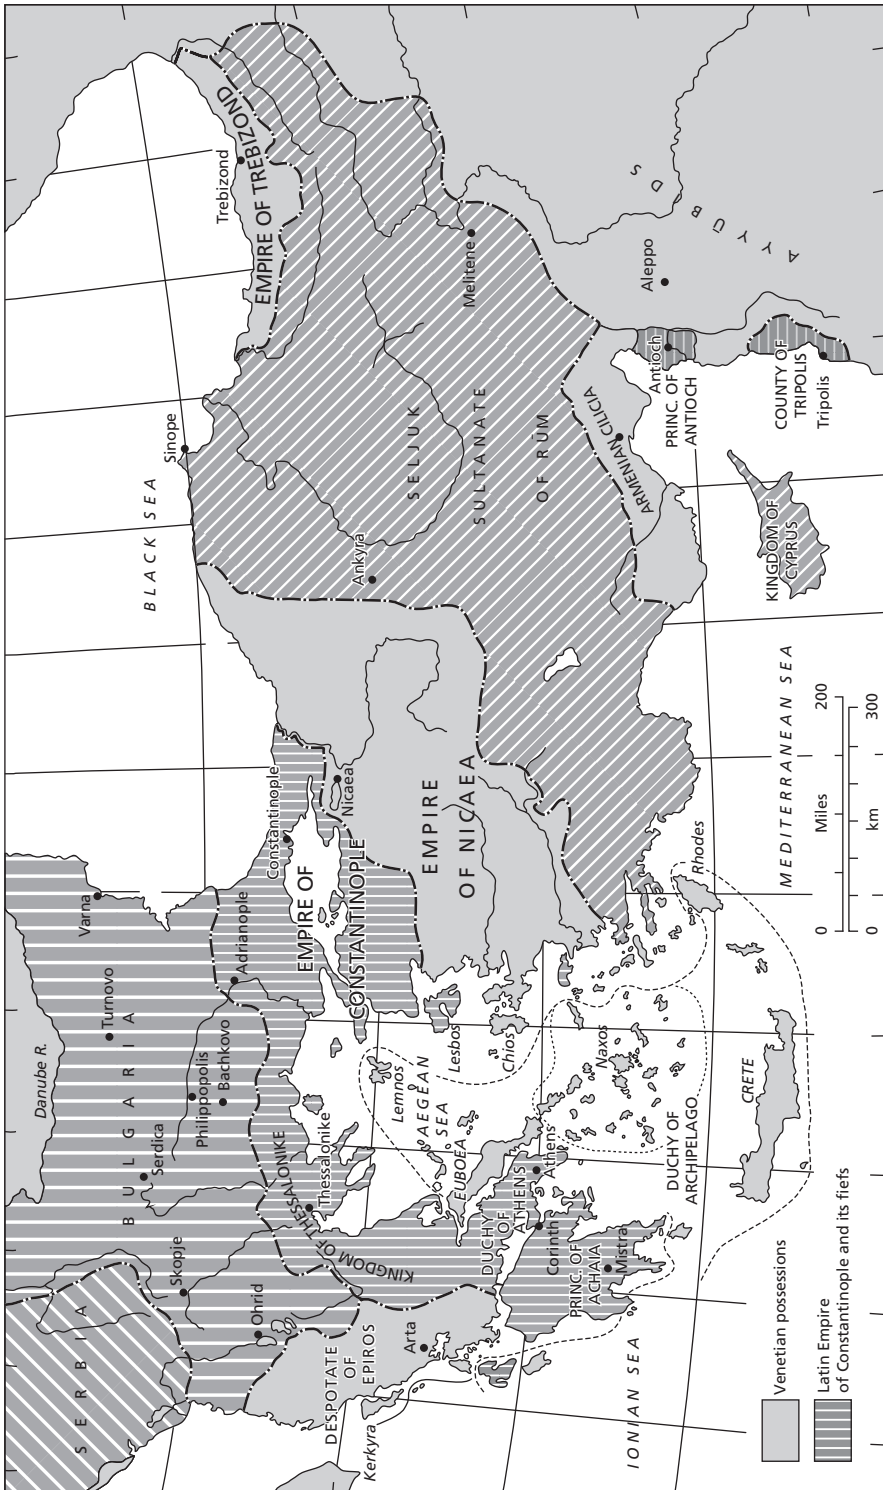 SERBIA
Danube R.
BULGARIA
Skopje
Serdica
Turnovo
Varna
Ohrid
Philippopolis
Bachkovo
Adrianople
BLACK SEA
Sinope
Trebizond
EMPIRE OF TREBIZOND
DESPOTATE
OF
EPIROS
Arta
Kerkyra
KINGDOM OF THESSALONIKE
Thessalonike
Constantinople
EMPIRE OF
CONSTANTINOPLE
Nicaea
EMPIRE
OF NICAEA
Ankyra
SELJUK
SULTANATE
OF RŪM
Melitene
Lemnos
AEGEAN
SEA
Lesbos
Chios
EUBOEA
DUCHY
OF
ATHENS
Athens
Corinth
PRINC. OF
ACHAIA
Mistra
Naxos
DUCHY OF
ARCHIPELAGO
Rhodes
CRETE
IONIAN SEA
MEDITERRANEAN SEA
ARMENIAN CILICIA
Antioch
PRINC. OF
ANTIOCH
Aleppo
AYYŪBDS
COUNTY OF
TRIPOLIS
Tripolis
KINGDOM OF
CYPRUS
Venetian possessions
Latin Empire
of Constantinople and its fiefs
0 Miles 200
0 km 300